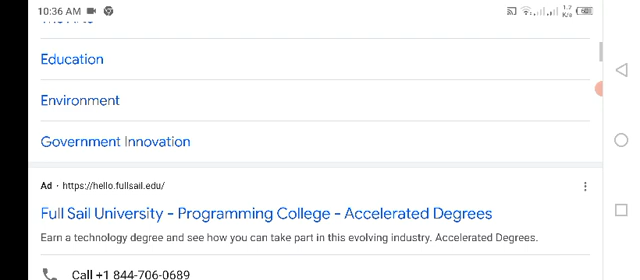 10:36 AM
1.7
K/s
Education
Environment
Government Innovation
Ad · https://hello.fullsail.edu/
Full Sail University - Programming College - Accelerated Degrees
Earn a technology degree and see how you can take part in this evolving industry. Accelerated Degrees.
Call +1 844-706-0689